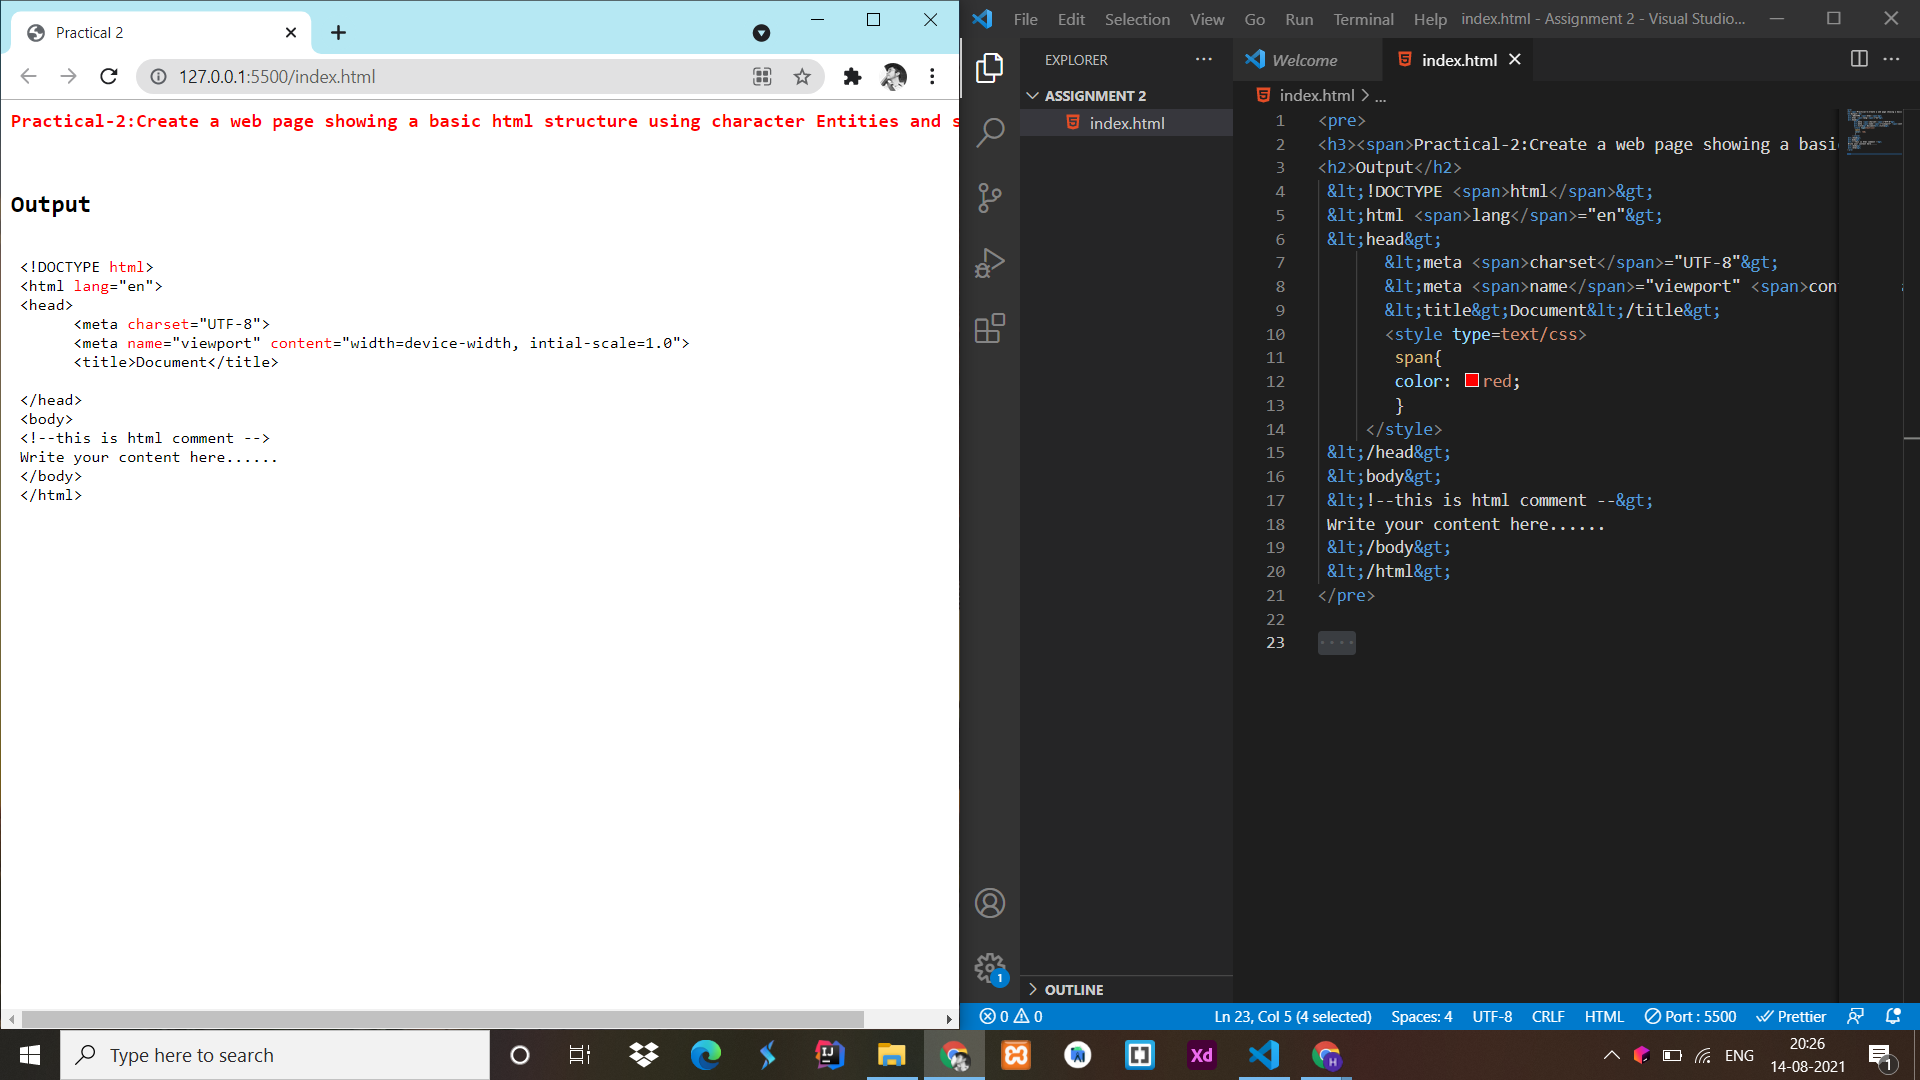 Practical 2
127.0.0.1:5500/index.html
Practical-2:Create a web page showing a basic html structure using character Entities and s
Output
<!DOCTYPE html>
<html lang="en">
<head>
<meta charset="UTF-8">
<meta name="viewport" content="width=device-width, intial-scale=1.0">
<title>Document</title>
</head>
<body>
<!--this is html comment -->
Write your content here......
</body>
</html>
File Edit Selection View Go Run Terminal Help index.html - Assignment 2 - Visual Studio...
EXPLORER
ASSIGNMENT 2
index.html
OUTLINE
1
Welcome index.html
index.html > ...
1 <pre>
2 <h3><span>Practical-2:Create a web page showing a basi
3 <h2>Output</h2>
4 &lt;!DOCTYPE <span>html</span>&gt;
5 &lt;html <span>lang</span>="en"&gt;
6 &lt;head&gt;
7 &lt;meta <span>charset</span>="UTF-8"&gt;
8 &lt;meta <span>name</span>="viewport" <span>con
9 &lt;title&gt;Document&lt;/title&gt;
10 <style type=text/css>
11 span{
12 color: red;
13 }
14 </style>
15 &lt;/head&gt;
16 &lt;body&gt;
17 &lt;!--this is html comment --&gt;
18 Write your content here......
19 &lt;/body&gt;
20 &lt;/html&gt;
21 </pre>
22
23 ····
0 0 Ln 23, Col 5 (4 selected) Spaces: 4 UTF-8 CRLF HTML Port : 5500 Prettier
Type here to search
IJ
Xd
H
ENG
20:26
14-08-2021
1